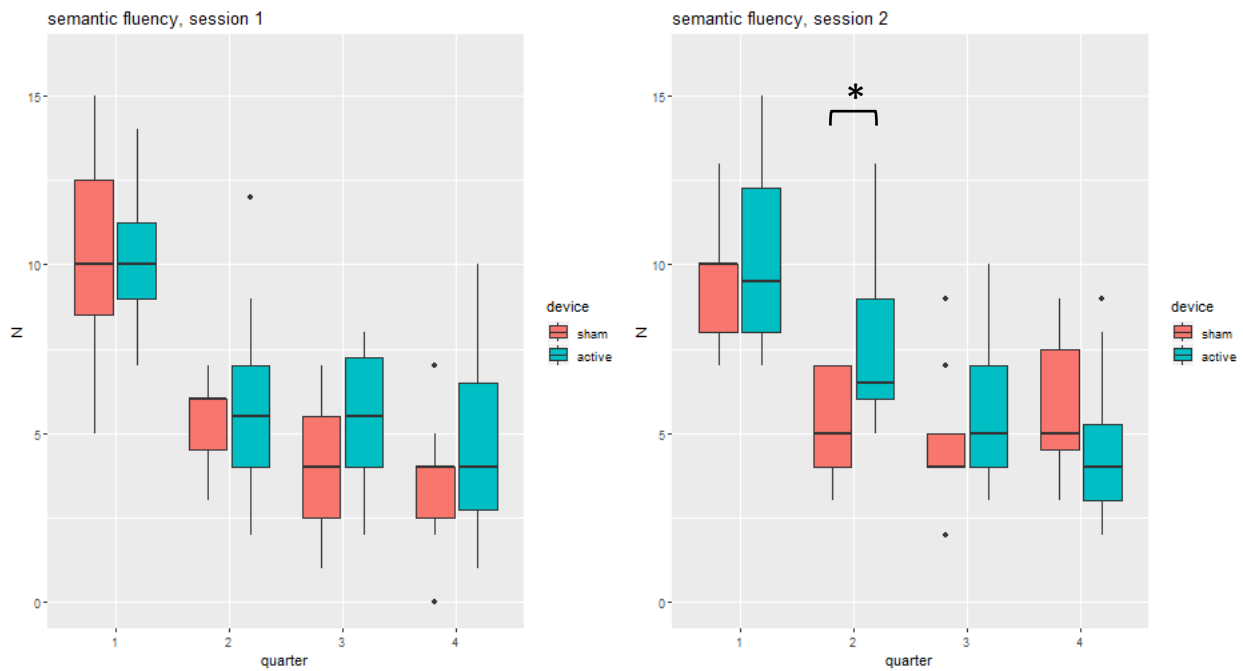 semantic fluency, session 1
15
10
5
0
N
1 2 3 4
quarter
device
sham
active
semantic fluency, session 2
*
15
10
5
0
N
1 2 3 4
quarter
device
sham
active